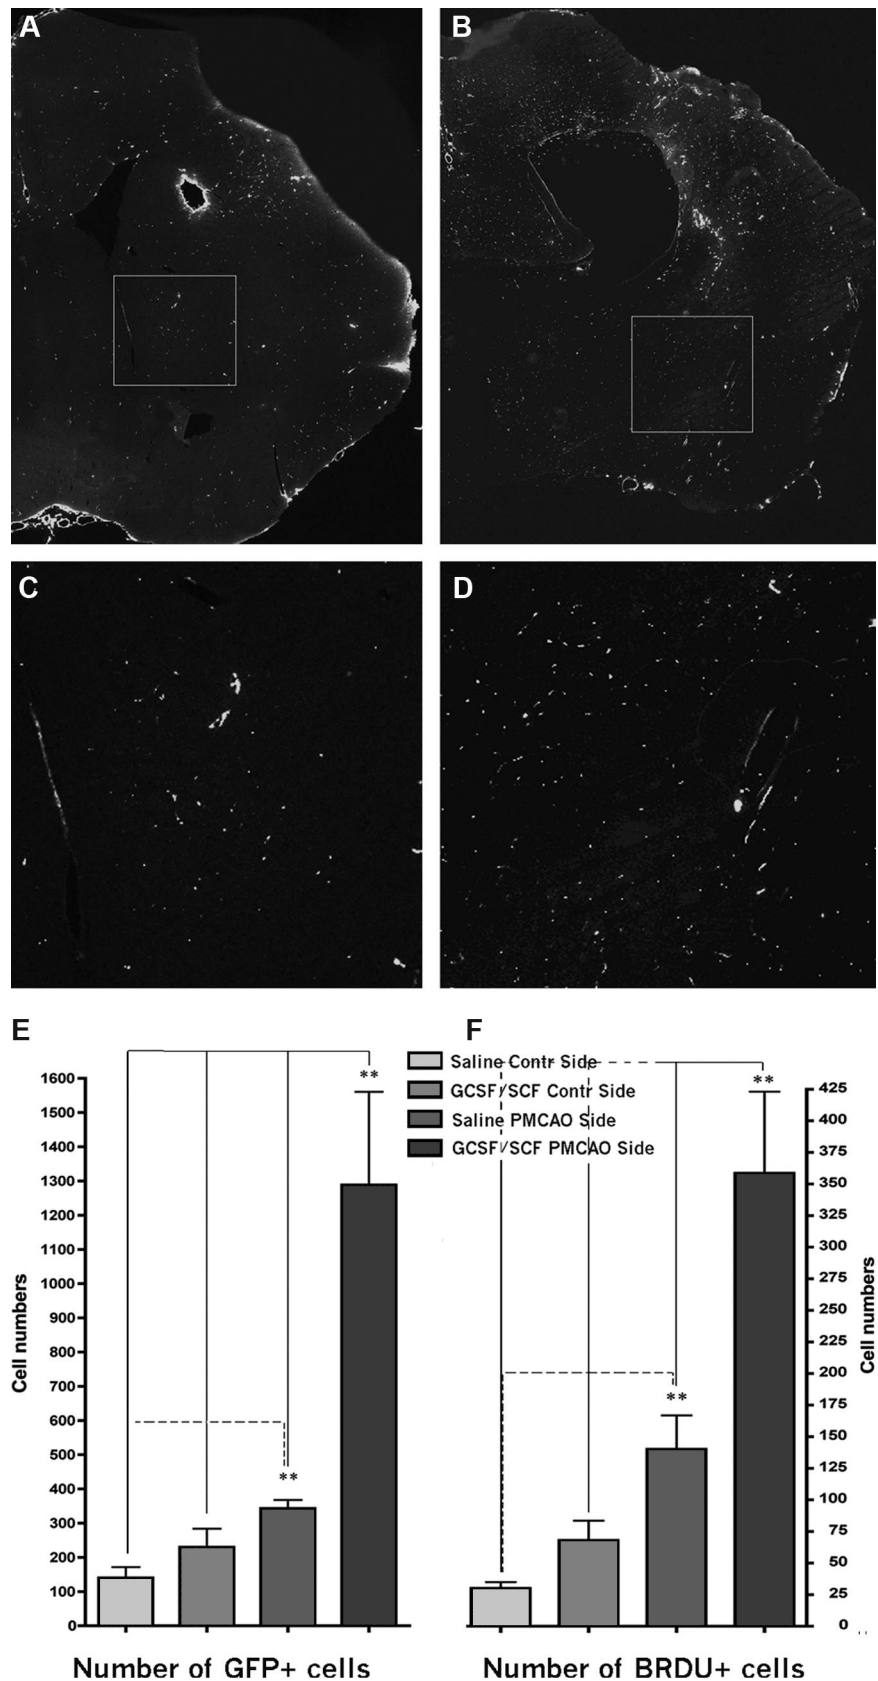 A
B
C
D
E
F
Saline Contr Side
GCSF/SCF Contr Side
Saline PMCAO Side
GCSF/SCF PMCAO Side
**
**
1600
1500
1400
1300
1200
1100
1000
900
800
700
600
500
400
300
200
100
0
Cell numbers
**
**
425
400
375
350
325
300
275
250
225
200
175
150
125
100
75
50
25
0
Cell numbers
Number of GFP+ cells
Number of BRDU+ cells